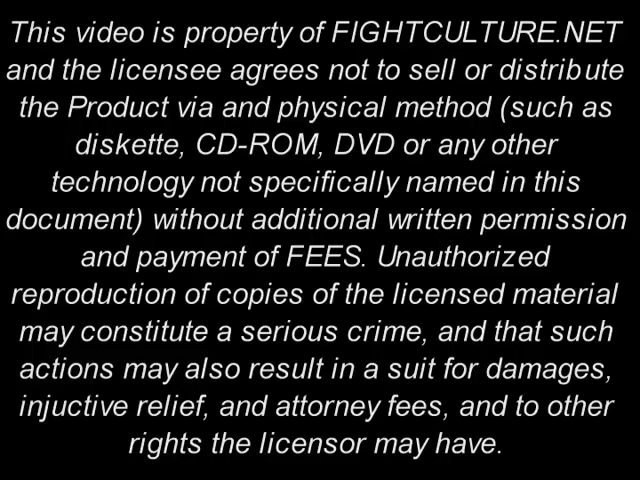 This video is property of FIGHTCULTURE.NET
and the licensee agrees not to sell or distribute
the Product via and physical method (such as
diskette, CD-ROM, DVD or any other
technology not specifically named in this
document) without additional written permission
and payment of FEES. Unauthorized
reproduction of copies of the licensed material
may constitute a serious crime, and that such
actions may also result in a suit for damages,
injuctive relief, and attorney fees, and to other
rights the licensor may have.